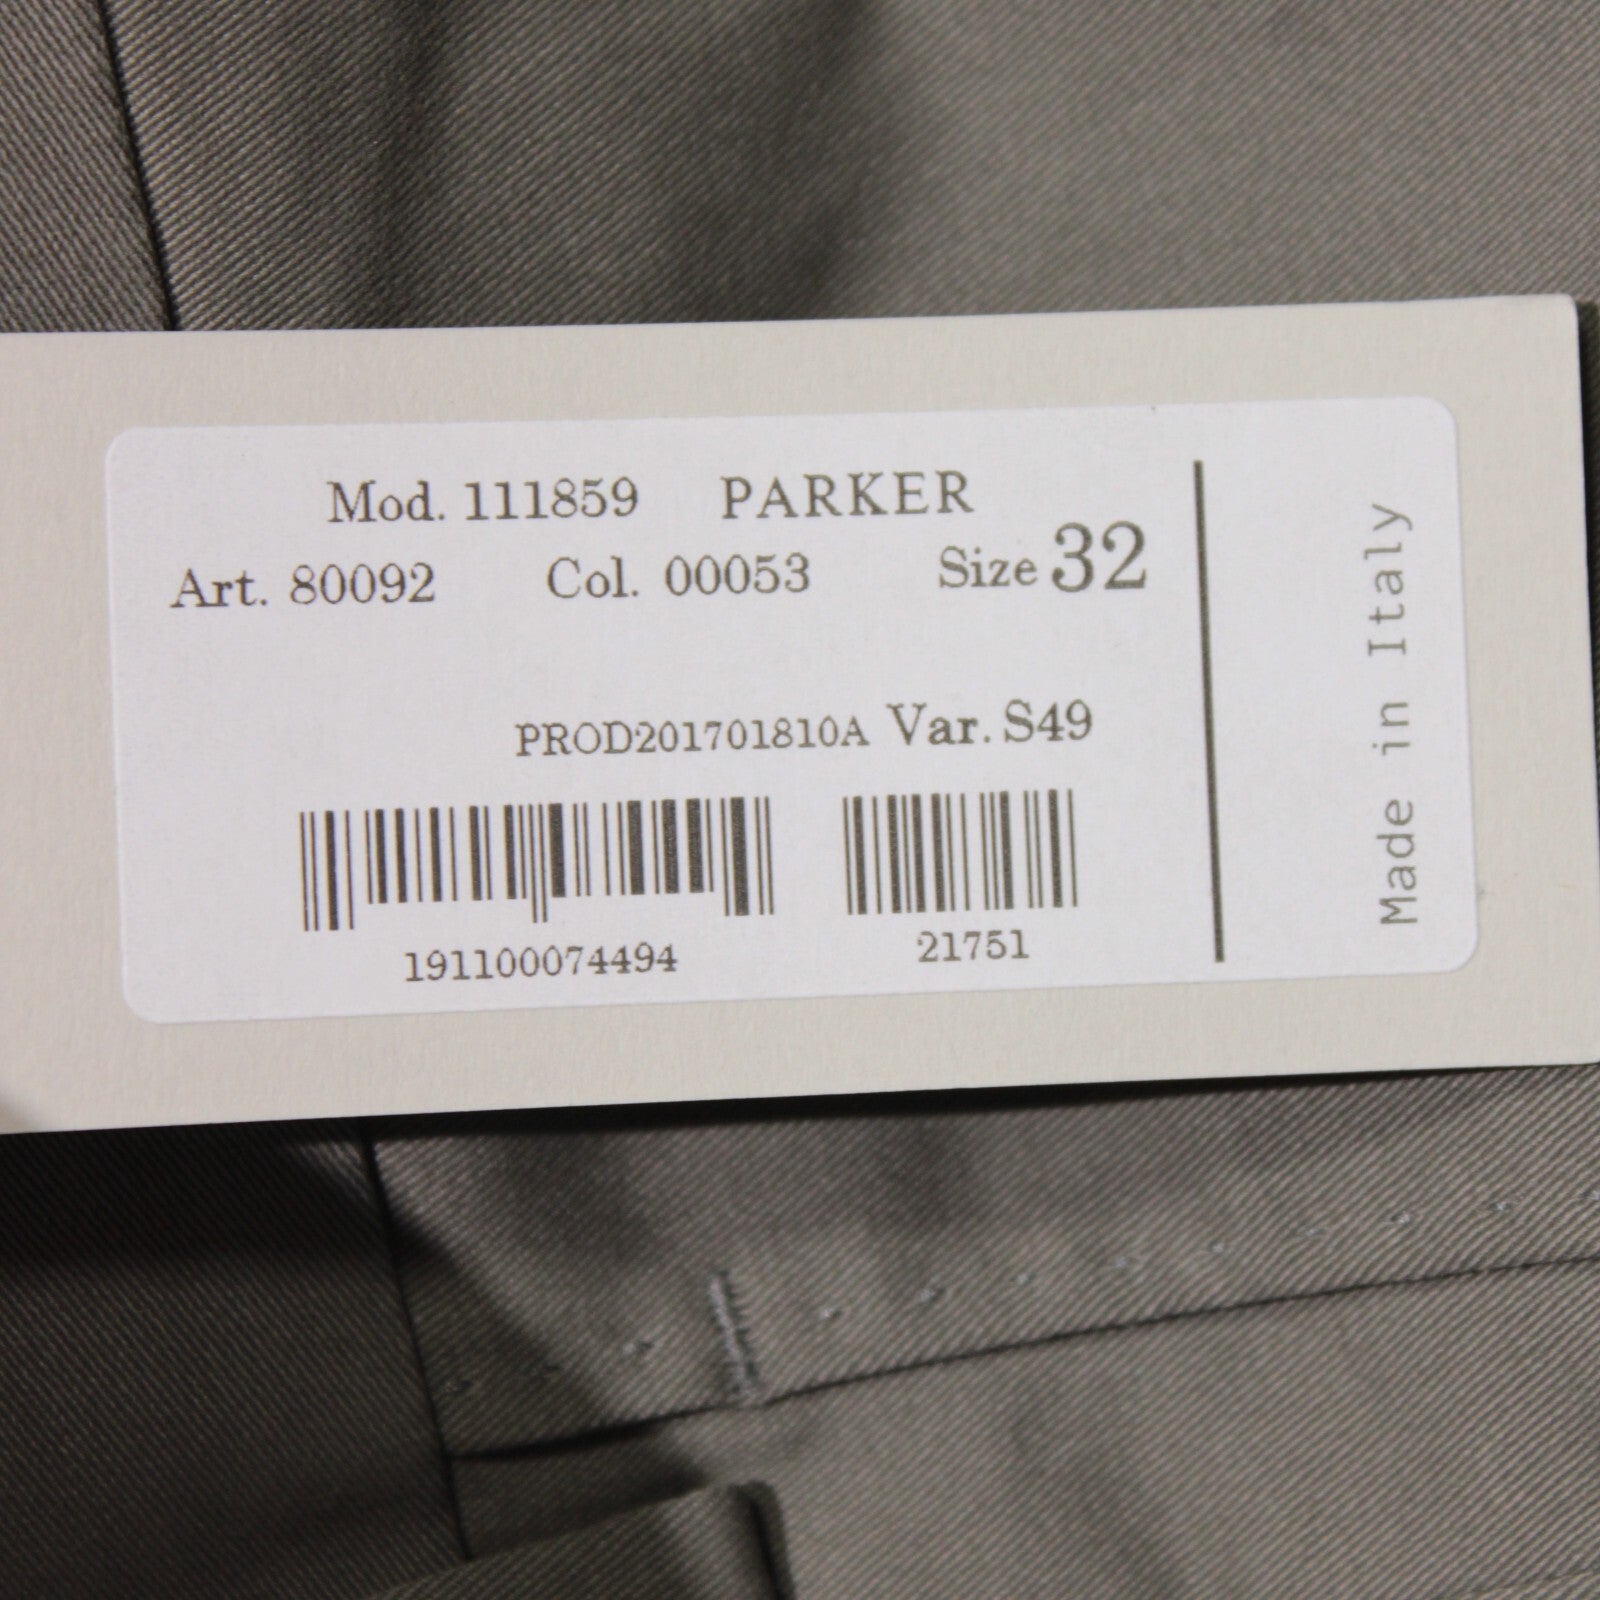 Mod. 111859 PARKER
Art. 80092 Col. 00053 Size 32
PROD201701810A Var. S49
191100074494 21751
Made in Italy